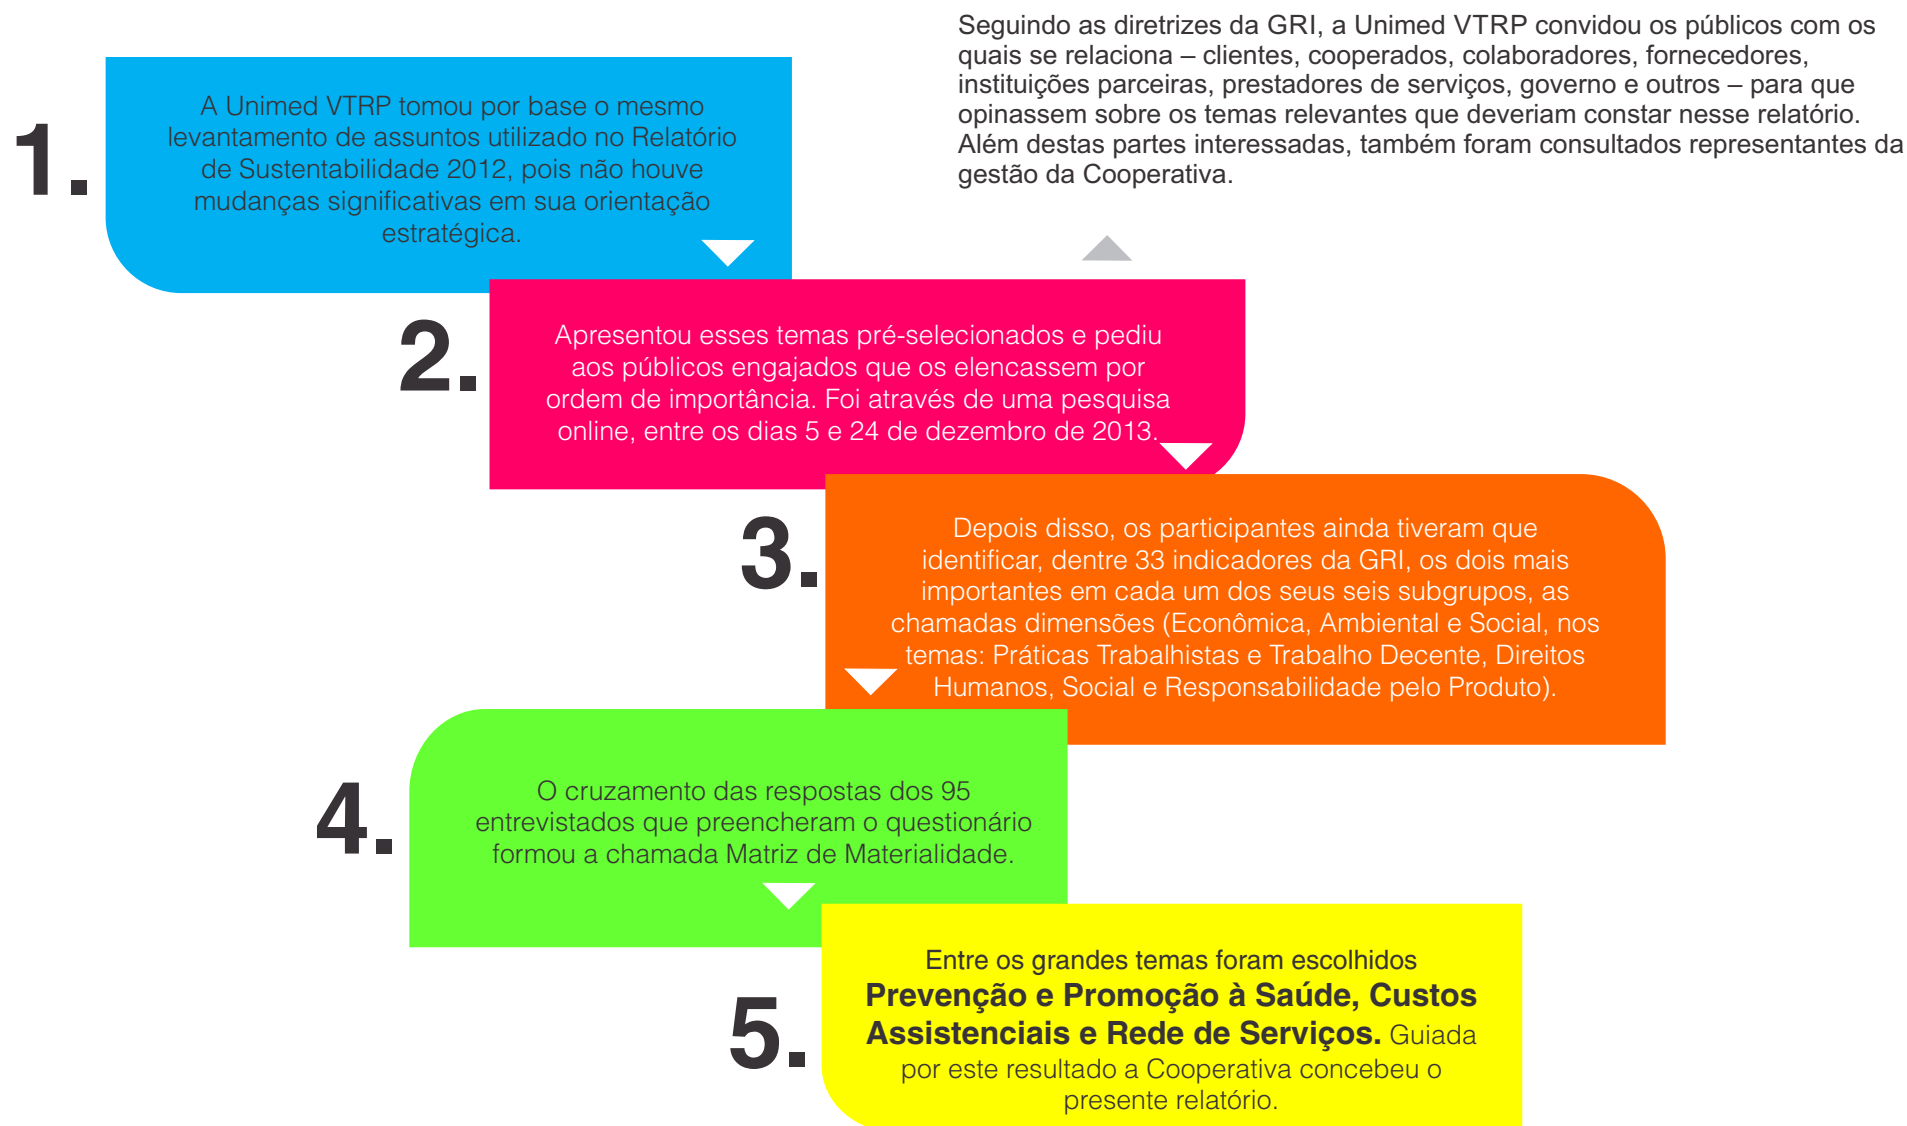 Seguindo as diretrizes da GRI, a Unimed VTRP convidou os públicos com os
quais se relaciona – clientes, cooperados, colaboradores, fornecedores,
instituições parceiras, prestadores de serviços, governo e outros – para que
opinassem sobre os temas relevantes que deveriam constar nesse relatório.
Além destas partes interessadas, também foram consultados representantes da
gestão da Cooperativa.
1.
A Unimed VTRP tomou por base o mesmo
levantamento de assuntos utilizado no Relatório
de Sustentabilidade 2012, pois não houve
mudanças significativas em sua orientação
estratégica.
2.
Apresentou esses temas pré-selecionados e pediu
aos públicos engajados que os elencassem por
ordem de importância. Foi através de uma pesquisa
online, entre os dias 5 e 24 de dezembro de 2013.
3.
Depois disso, os participantes ainda tiveram que
identificar, dentre 33 indicadores da GRI, os dois mais
importantes em cada um dos seus seis subgrupos, as
chamadas dimensões (Econômica, Ambiental e Social, nos
temas: Práticas Trabalhistas e Trabalho Decente, Direitos
Humanos, Social e Responsabilidade pelo Produto).
4.
O cruzamento das respostas dos 95
entrevistados que preencheram o questionário
formou a chamada Matriz de Materialidade.
5.
Entre os grandes temas foram escolhidos
Prevenção e Promoção à Saúde, Custos
Assistenciais e Rede de Serviços. Guiada
por este resultado a Cooperativa concebeu o
presente relatório.